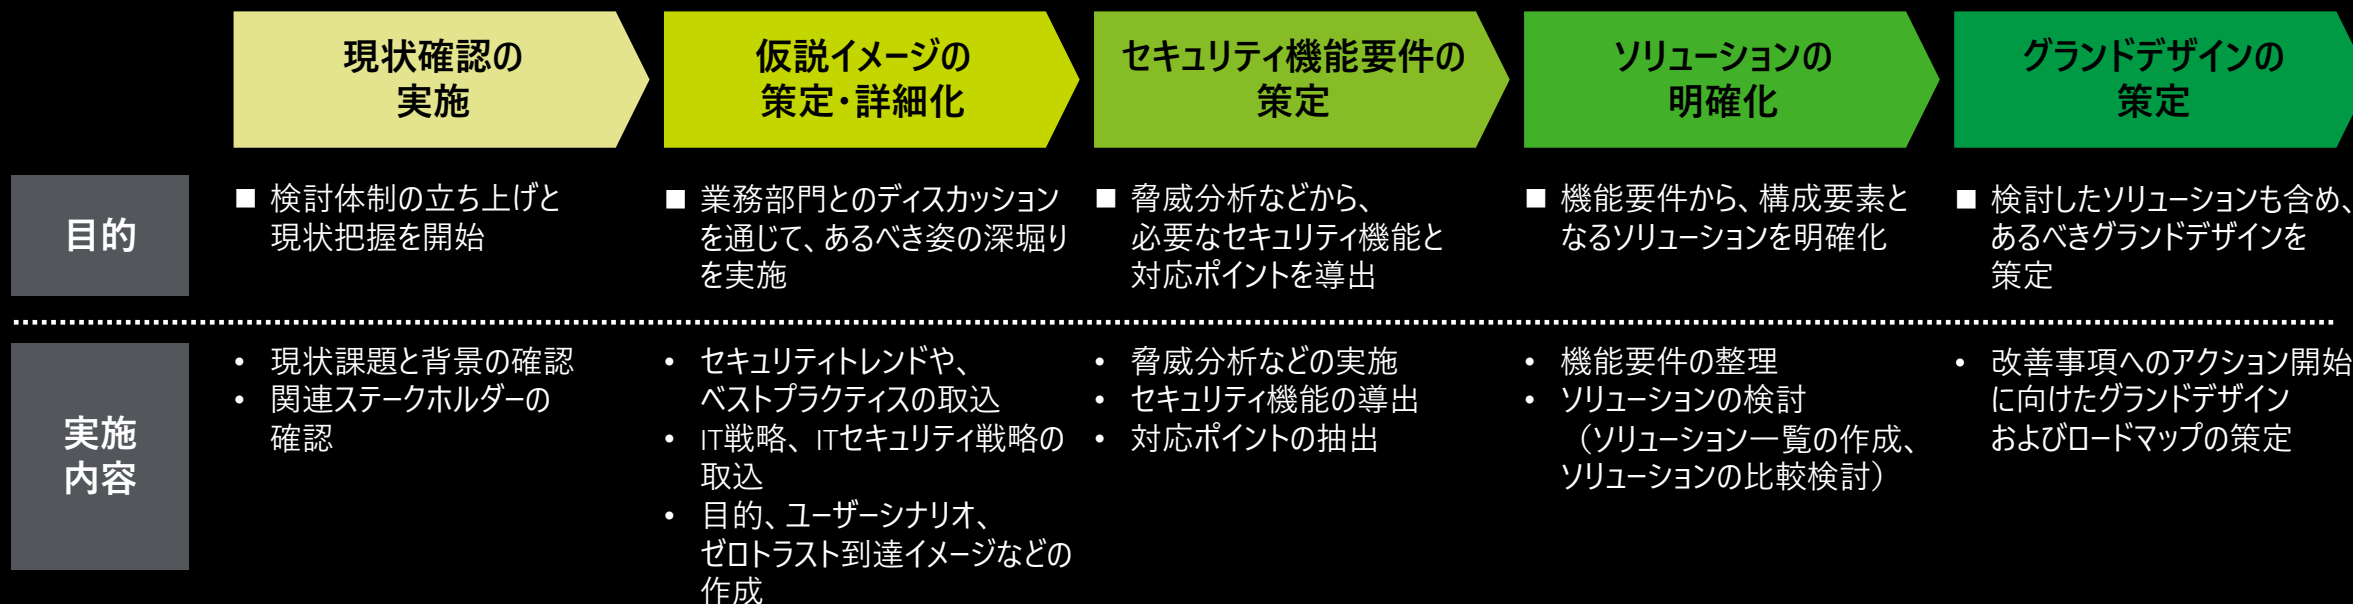 現状確認の
実施
仮説イメージの
策定・詳細化
セキュリティ機能要件の
策定
ソリューションの
明確化
グランドデザインの
策定
目的
■ 検討体制の立ち上げと
現状把握を開始
■ 業務部門とのディスカッション
を通じて、あるべき姿の深堀り
を実施
■ 脅威分析などから、
必要なセキュリティ機能と
対応ポイントを導出
■ 機能要件から、構成要素と
なるソリューションを明確化
■ 検討したソリューションも含め、
あるべきグランドデザインを
策定
実施
内容
• 現状課題と背景の確認
• 関連ステークホルダーの
確認
• セキュリティトレンドや、
ベストプラクティスの取込
• IT戦略、ITセキュリティ戦略の
取込
• 目的、ユーザーシナリオ、
ゼロトラスト到達イメージなどの
作成
• 脅威分析などの実施
• セキュリティ機能の導出
• 対応ポイントの抽出
• 機能要件の整理
• ソリューションの検討
（ソリューション一覧の作成、
ソリューションの比較検討）
• 改善事項へのアクション開始
に向けたグランドデザイン
およびロードマップの策定